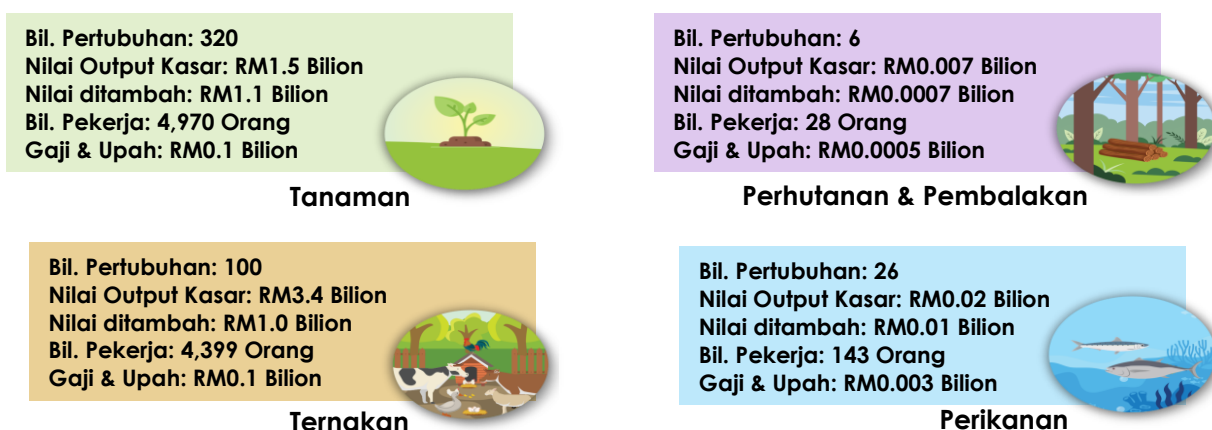 Bil. Pertubuhan: 320
Nilai Output Kasar: RM1.5 Bilion
Nilai ditambah: RM1.1 Bilion
Bil. Pekerja: 4,970 Orang
Gaji & Upah: RM0.1 Bilion
Tanaman
Bil. Pertubuhan: 6
Nilai Output Kasar: RM0.007 Bilion
Nilai ditambah: RM0.0007 Bilion
Bil. Pekerja: 28 Orang
Gaji & Upah: RM0.0005 Bilion
Perhutanan & Pembalakan
Bil. Pertubuhan: 100
Nilai Output Kasar: RM3.4 Bilion
Nilai ditambah: RM1.0 Bilion
Bil. Pekerja: 4,399 Orang
Gaji & Upah: RM0.1 Bilion
Ternakan
Bil. Pertubuhan: 26
Nilai Output Kasar: RM0.02 Bilion
Nilai ditambah: RM0.01 Bilion
Bil. Pekerja: 143 Orang
Gaji & Upah: RM0.003 Bilion
Perikanan